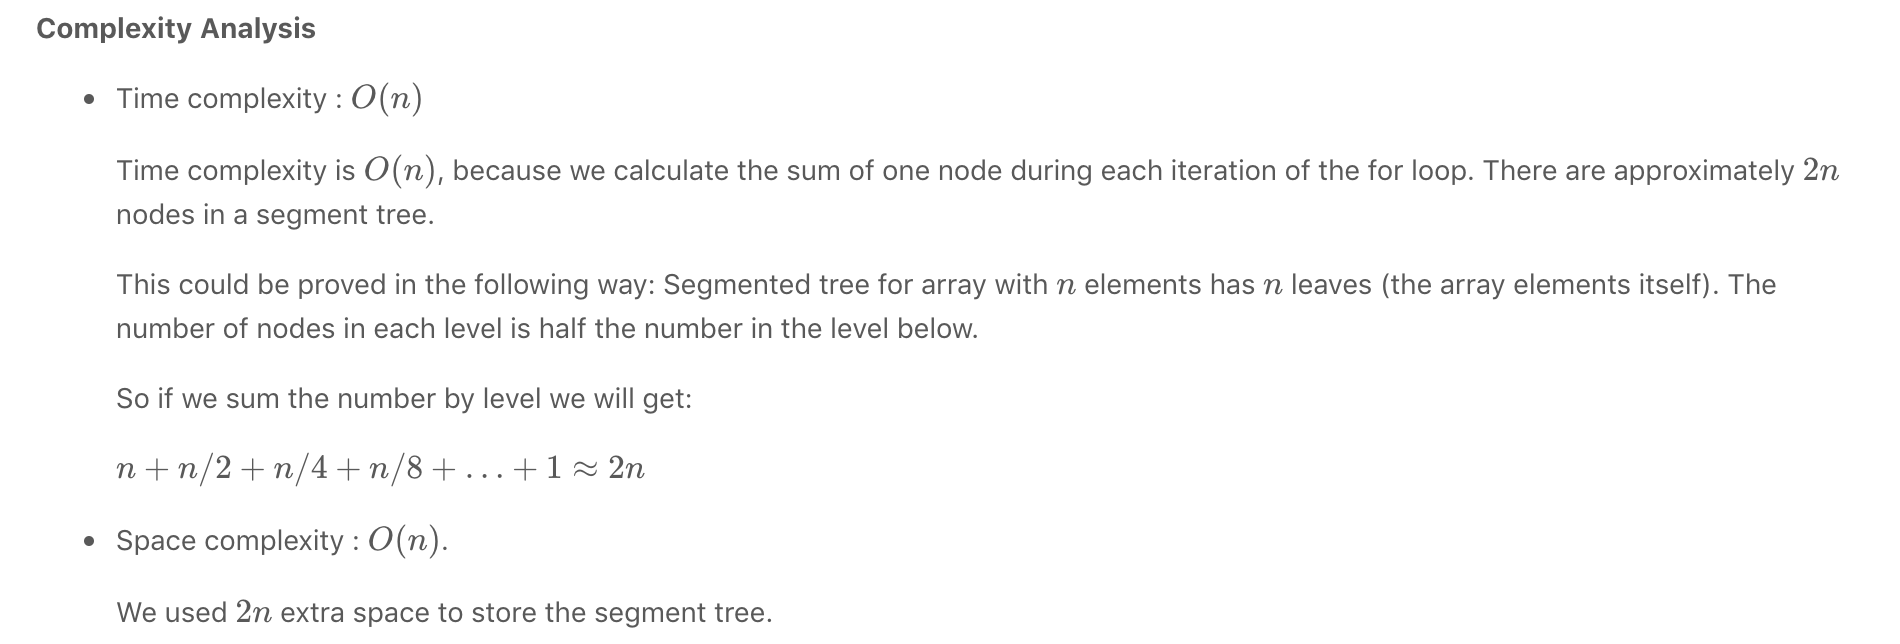 Complexity Analysis
• Time complexity : O(n)
Time complexity is O(n), because we calculate the sum of one node during each iteration of the for loop. There are approximately 2n
nodes in a segment tree.
This could be proved in the following way: Segmented tree for array with n elements has n leaves (the array elements itself). The
number of nodes in each level is half the number in the level below.
So if we sum the number by level we will get:
n + n/2 + n/4 + n/8 + . . . + 1 ≈ 2n
• Space complexity : O(n).
We used 2n extra space to store the segment tree.